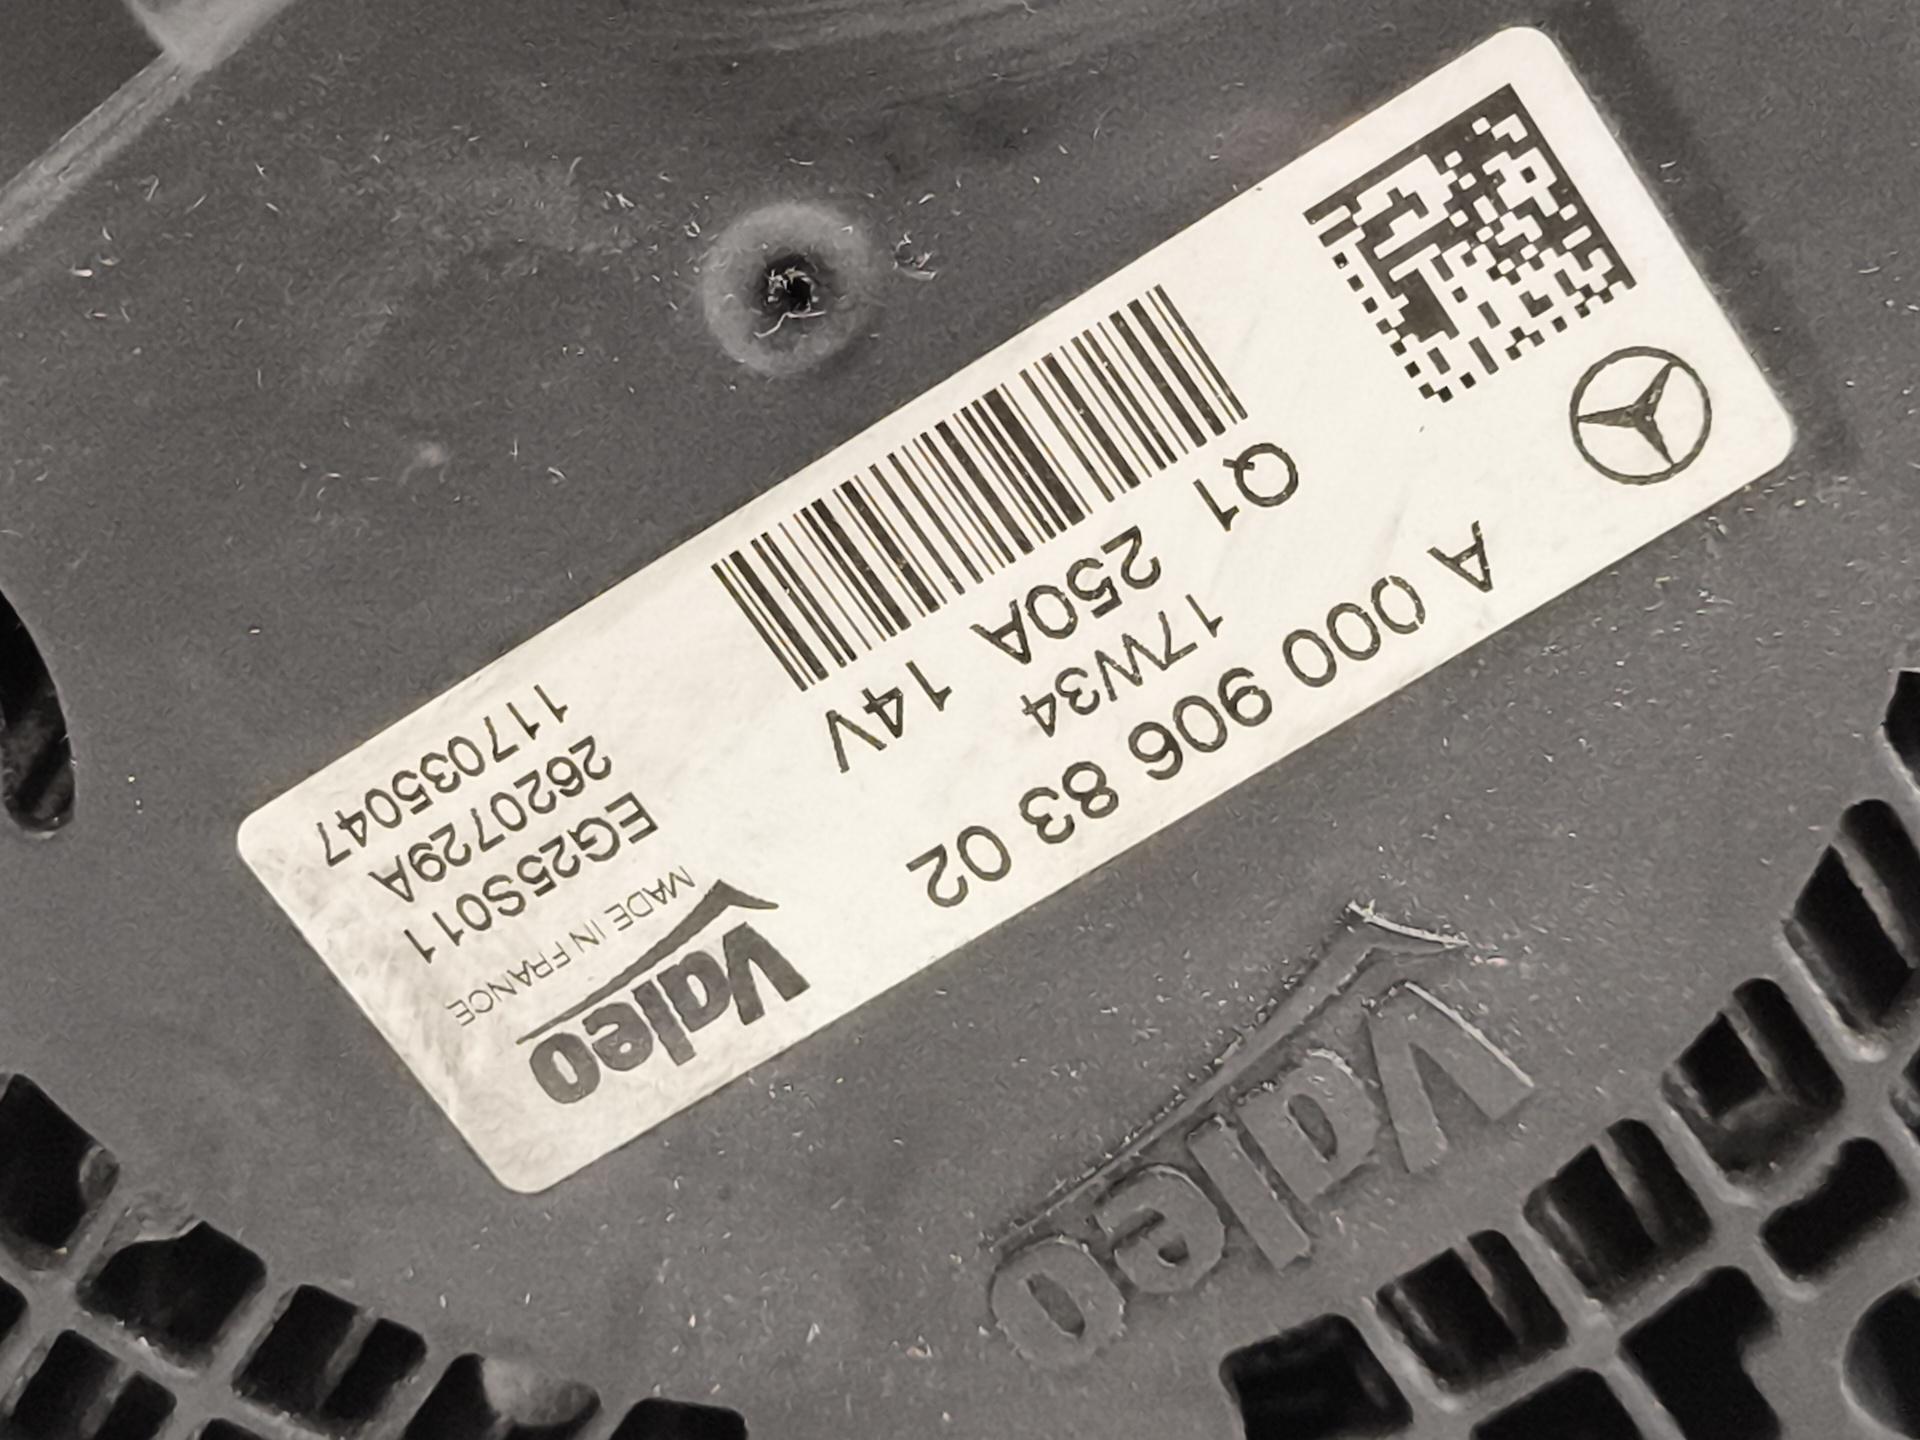 A 000 906 83 02
17W34
Q1 250A 14V
Valeo
MADE IN FRANCE
EG25S011
2620729A
117035047
Valeo